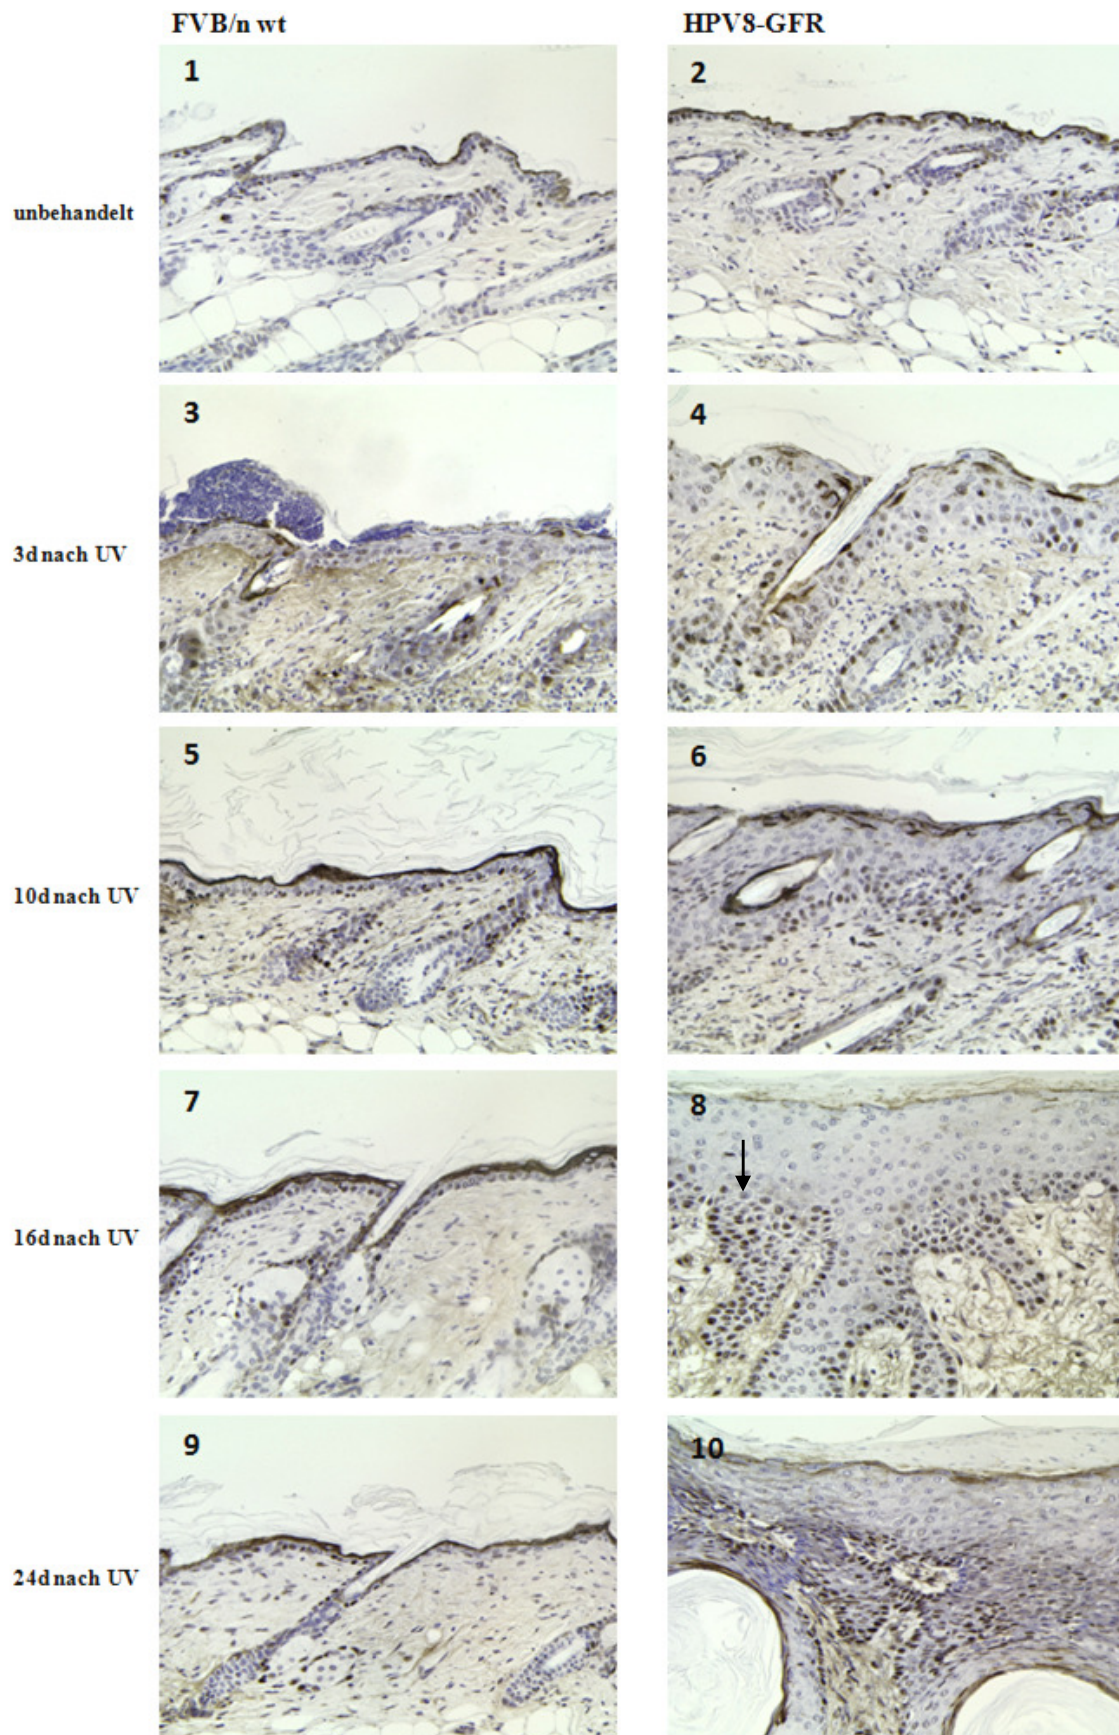 FVB/n wt HPV8-GFR
1 2
unbehandelt
3 4
3d nach UV
5 6
10d nach UV
7 8
16d nach UV
9 10
24d nach UV